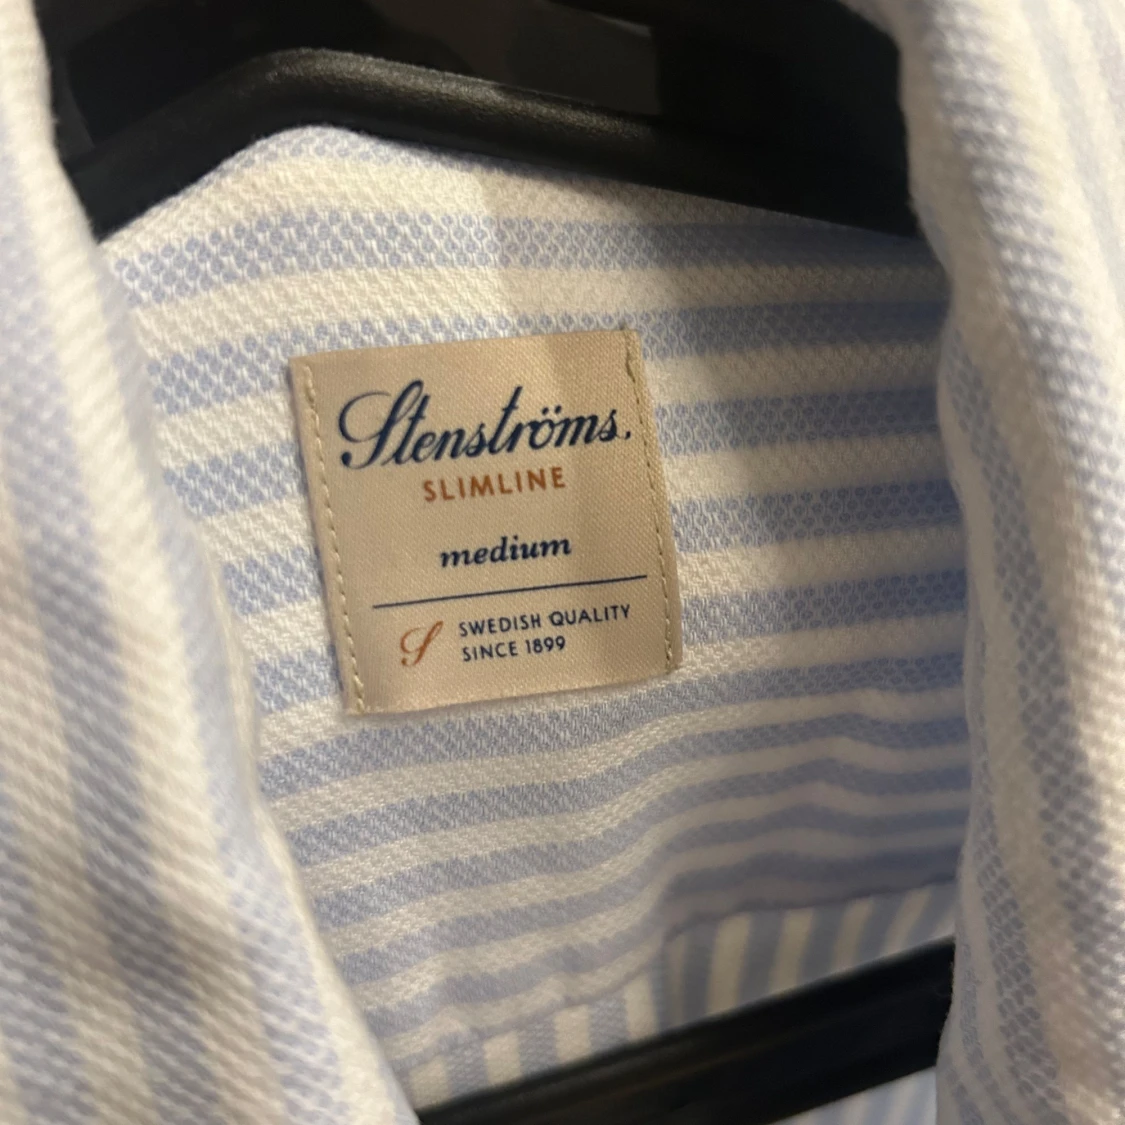 Stenströms.
SLIMLINE
medium
S SWEDISH QUALITY
SINCE 1899